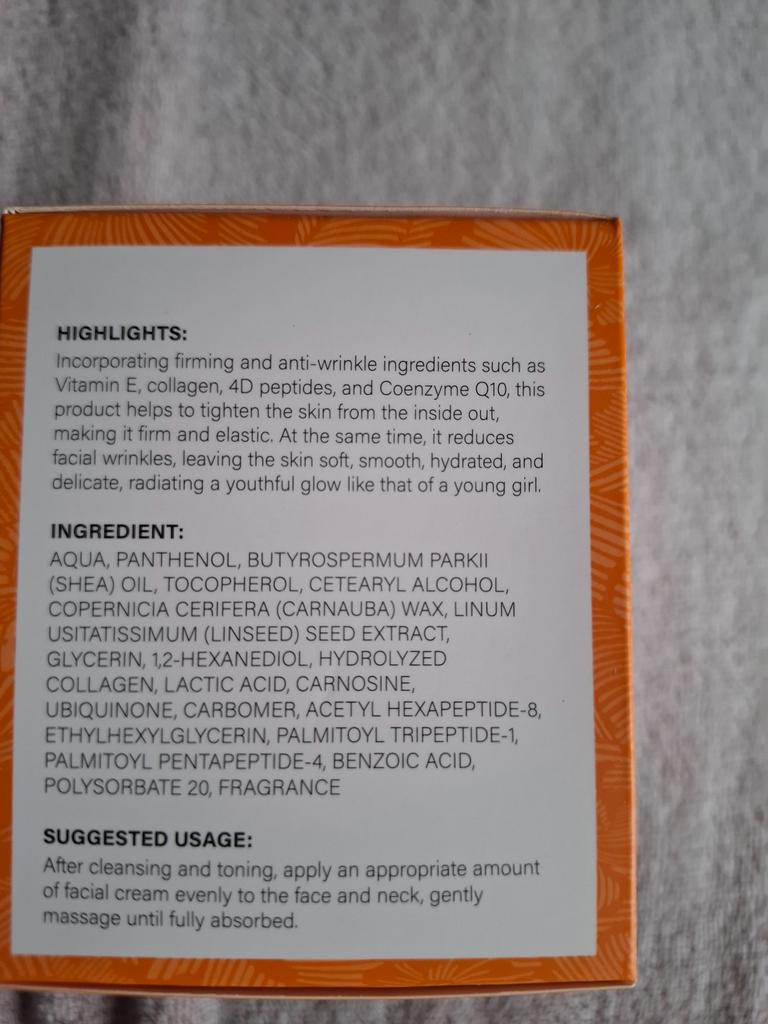 HIGHLIGHTS:
Incorporating firming and anti-wrinkle ingredients such as
Vitamin E, collagen, 4D peptides, and Coenzyme Q10, this
product helps to tighten the skin from the inside out,
making it firm and elastic. At the same time, it reduces
facial wrinkles, leaving the skin soft, smooth, hydrated, and
delicate, radiating a youthful glow like that of a young girl.
INGREDIENT:
AQUA, PANTHENOL, BUTYROSPERMUM PARKII
(SHEA) OIL, TOCOPHEROL, CETEARYL ALCOHOL,
COPERNICIA CERIFERA (CARNAUBA) WAX, LINUM
USITATISSIMUM (LINSEED) SEED EXTRACT,
GLYCERIN, 1,2-HEXANEDIOL, HYDROLYZED
COLLAGEN, LACTIC ACID, CARNOSINE,
UBIQUINONE, CARBOMER, ACETYL HEXAPEPTIDE-8,
ETHYLHEXYLGLYCERIN, PALMITOYL TRIPEPTIDE-1,
PALMITOYL PENTAPEPTIDE-4, BENZOIC ACID,
POLYSORBATE 20, FRAGRANCE
SUGGESTED USAGE:
After cleansing and toning, apply an appropriate amount
of facial cream evenly to the face and neck, gently
massage until fully absorbed.